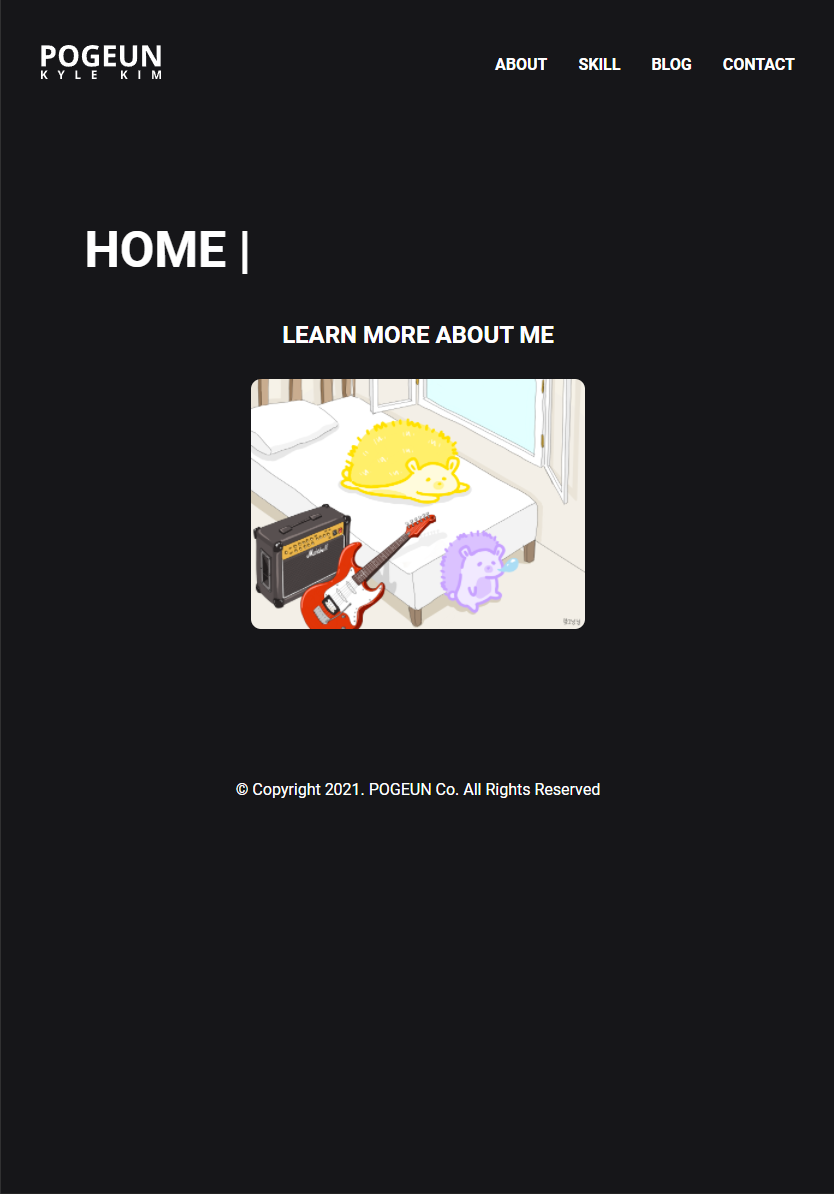 POGEUN
KYLE KIM
ABOUT SKILL BLOG CONTACT
HOME |
LEARN MORE ABOUT ME
Marshall
© Copyright 2021. POGEUN Co. All Rights Reserved